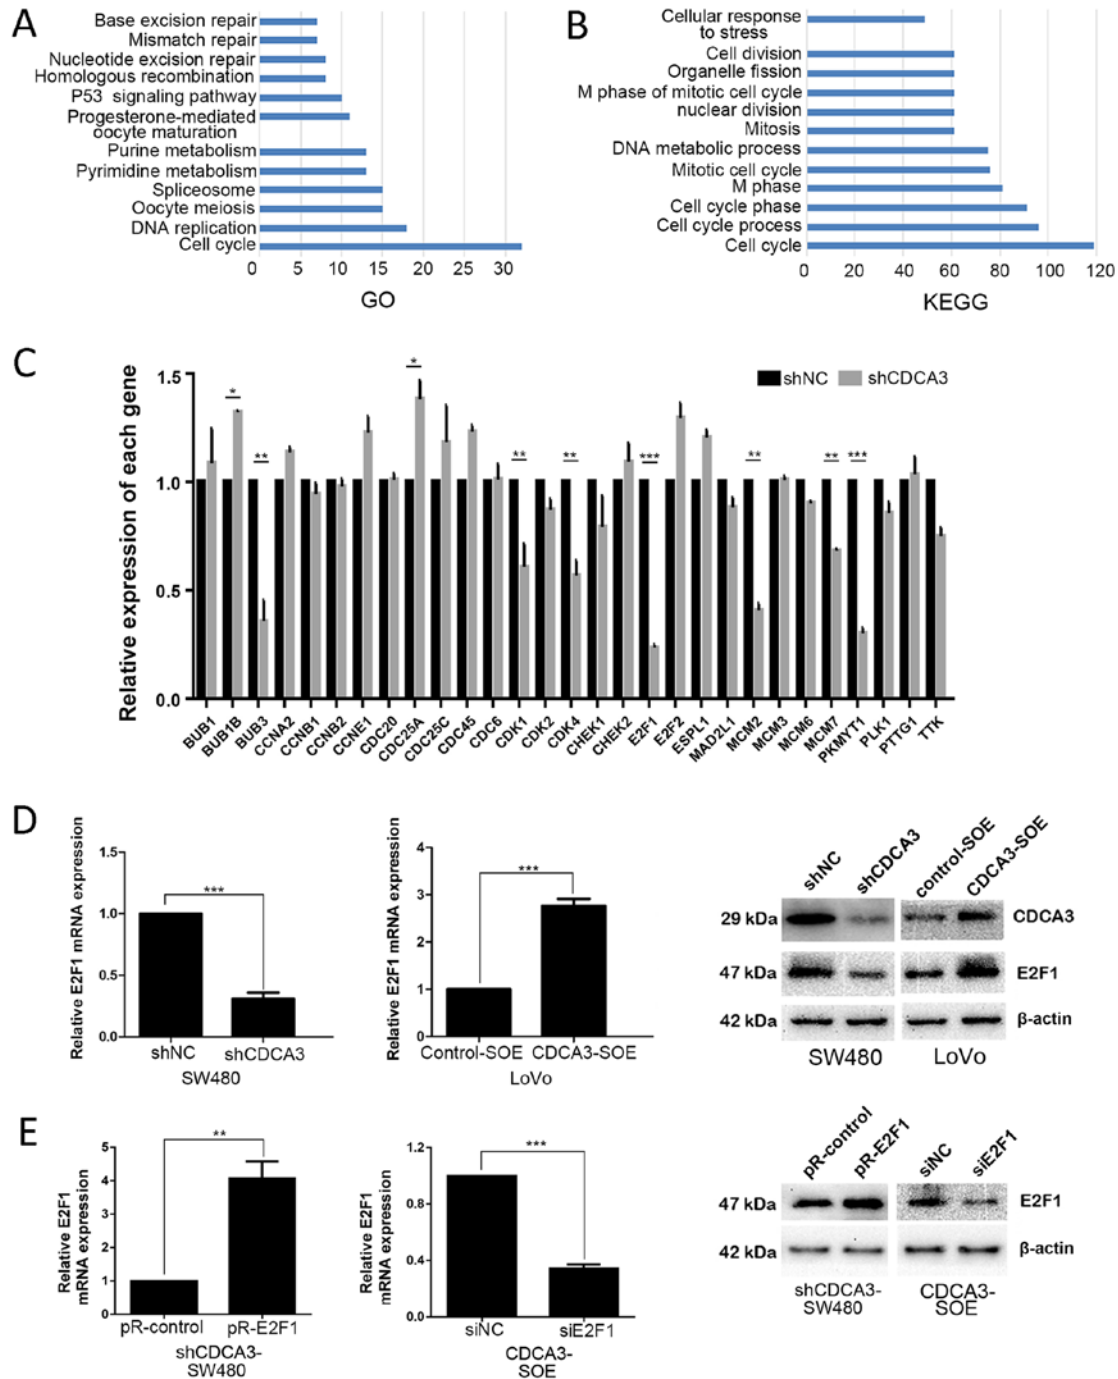 A
Base excision repair
Mismatch repair
Nucleotide excision repair
Homologous recombination
P53 signaling pathway
Progesterone-mediated
oocyte maturation
Purine metabolism
Pyrimidine metabolism
Spliceosome
Oocyte meiosis
DNA replication
Cell cycle
0 5 10 15 20 25 30
GO
B
Cellular response
to stress
Cell division
Organelle fission
M phase of mitotic cell cycle
nuclear division
Mitosis
DNA metabolic process
Mitotic cell cycle
M phase
Cell cycle phase
Cell cycle process
Cell cycle
0 20 40 60 80 100 120
KEGG
C
Relative expression of each gene
1.5
1.0
0.5
0.0
shNC shCDCA3
* ** * ** ** *** ** ** ***
BUB1 BUB1B BUB3 CCNA2 CCNB1 CCNB2 CCNE1 CDC20 CDC25A CDC25C CDC45 CDC6 CDK1 CDK2 CDK4 CHEK1 CHEK2 E2F1 E2F2 ESPL1 MAD2L1 MCM2 MCM3 MCM6 MCM7 PKMYT1 PLK1 PTTG1 TTK
D
Relative E2F1 mRNA expression
1.5
1.0
0.5
0.0
***
shNC shCDCA3
SW480
Relative E2F1 mRNA expression
4
3
2
1
0
***
Control-SOE CDCA3-SOE
LoVo
shNC shCDCA3 control-SOE CDCA3-SOE
29 kDa CDCA3
47 kDa E2F1
42 kDa β-actin
SW480 LoVo
E
Relative E2F1
mRNA expression
5
4
3
2
1
0
**
pR-control pR-E2F1
shCDCA3-
SW480
Relative E2F1
mRNA expression
1.2
0.8
0.4
0.0
***
siNC siE2F1
CDCA3-
SOE
pR-control pR-E2F1 siNC siE2F1
47 kDa E2F1
42 kDa β-actin
shCDCA3-
SW480
CDCA3-
SOE